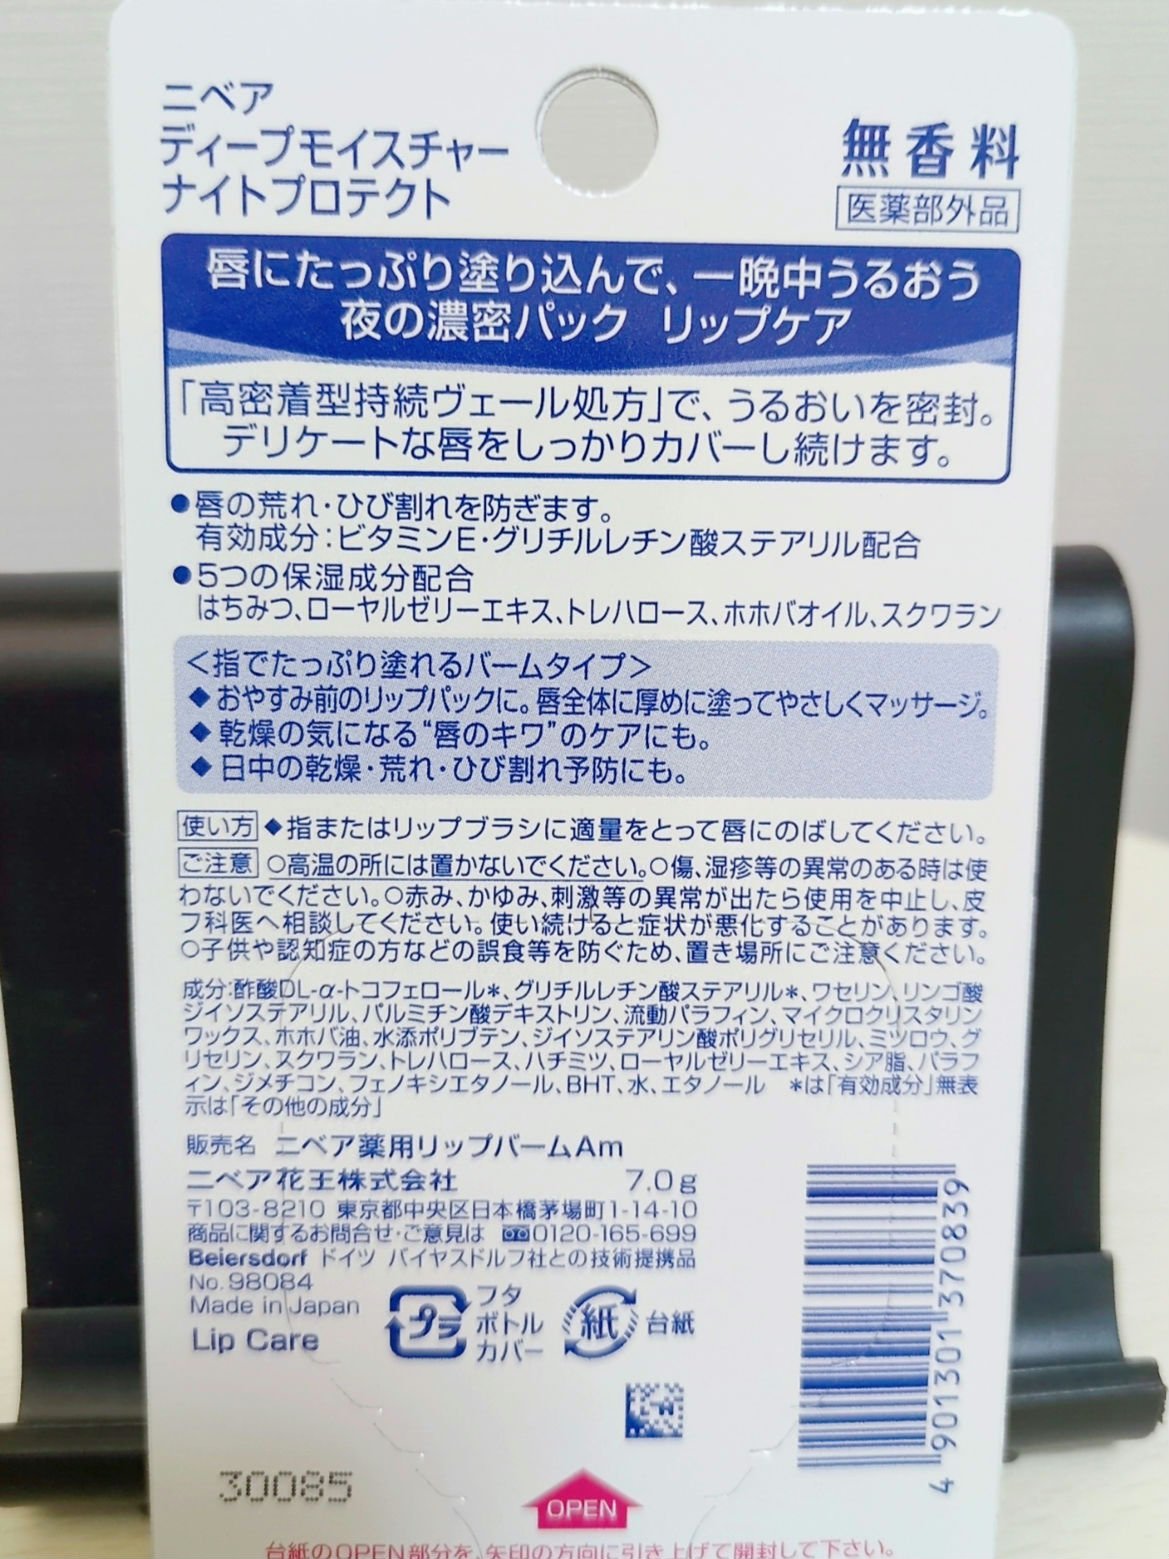 ニベア
ディープモイスチャー
ナイトプロテクト
無香料
医薬部外品
唇にたっぷり塗り込んで、一晩中うるおう
夜の濃密パック リップケア
「高密着型持続ヴェール処方」で、うるおいを密封。
デリケートな唇をしっかりカバーし続けます。
●唇の荒れ・ひび割れを防ぎます。
有効成分：ビタミンE・グリチルレチン酸ステアリル配合
●5つの保湿成分配合
はちみつ、ローヤルゼリーエキス、トレハロース、ホホバオイル、スクワラン
＜指でたっぷり塗れるバームタイプ＞
◆おやすみ前のリップパックに。唇全体に厚めに塗ってやさしくマッサージ。
◆乾燥の気になる“唇のキワ”のケアにも。
◆日中の乾燥・荒れ・ひび割れ予防にも。
使い方 ◆指またはリップブラシに適量をとって唇にのばしてください。
ご注意 ○高温の所には置かないでください。○傷、湿疹等の異常のある時は使
わないでください。○赤み、かゆみ、刺激等の異常が出たら使用を中止し、皮
フ科医へ相談してください。使い続けると症状が悪化することがあります。
○子供や認知症の方などの誤食等を防ぐため、置き場所にご注意ください。
成分：酢酸DL-α-トコフェロール＊、グリチルレチン酸ステアリル＊、ワセリン、リンゴ酸
ジイソステアリル、パルミチン酸デキストリン、流動パラフィン、マイクロクリスタリン
ワックス、ホホバ油、水添ポリブテン、ジイソステアリン酸ポリグリセリル、ミツロウ、グ
リセリン、スクワラン、トレハロース、ハチミツ、ローヤルゼリーエキス、シア脂、パラフ
ィン、ジメチコン、フェノキシエタノール、BHT、水、エタノール ＊は「有効成分」無表
示は「その他の成分」
販売名 ニベア薬用リップバームAm
ニベア花王株式会社 7.0g
〒103-8210 東京都中央区日本橋茅場町1-14-10
商品に関するお問合せ・ご意見は 0120-165-699
Beiersdorf ドイツ バイヤスドルフ社との技術提携品
No.98084
Made in Japan
Lip Care
プラ
フタ
ボトル
カバー
紙
台紙
4901301370839
30085
OPEN
台紙のOPEN部分を、矢印の方向に引き上げて開封して下さい。